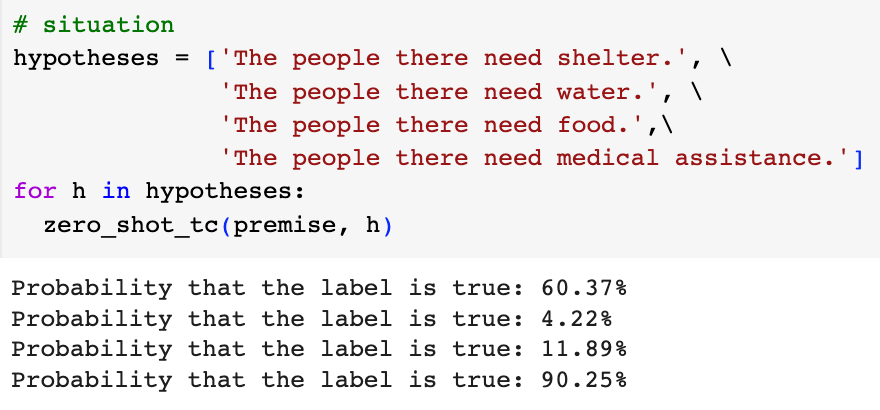 # situation
hypotheses = ['The people there need shelter.', \
'The people there need water.', \
'The people there need food.',\
'The people there need medical assistance.']
for h in hypotheses:
  zero_shot_tc(premise, h)
Probability that the label is true: 60.37%
Probability that the label is true: 4.22%
Probability that the label is true: 11.89%
Probability that the label is true: 90.25%